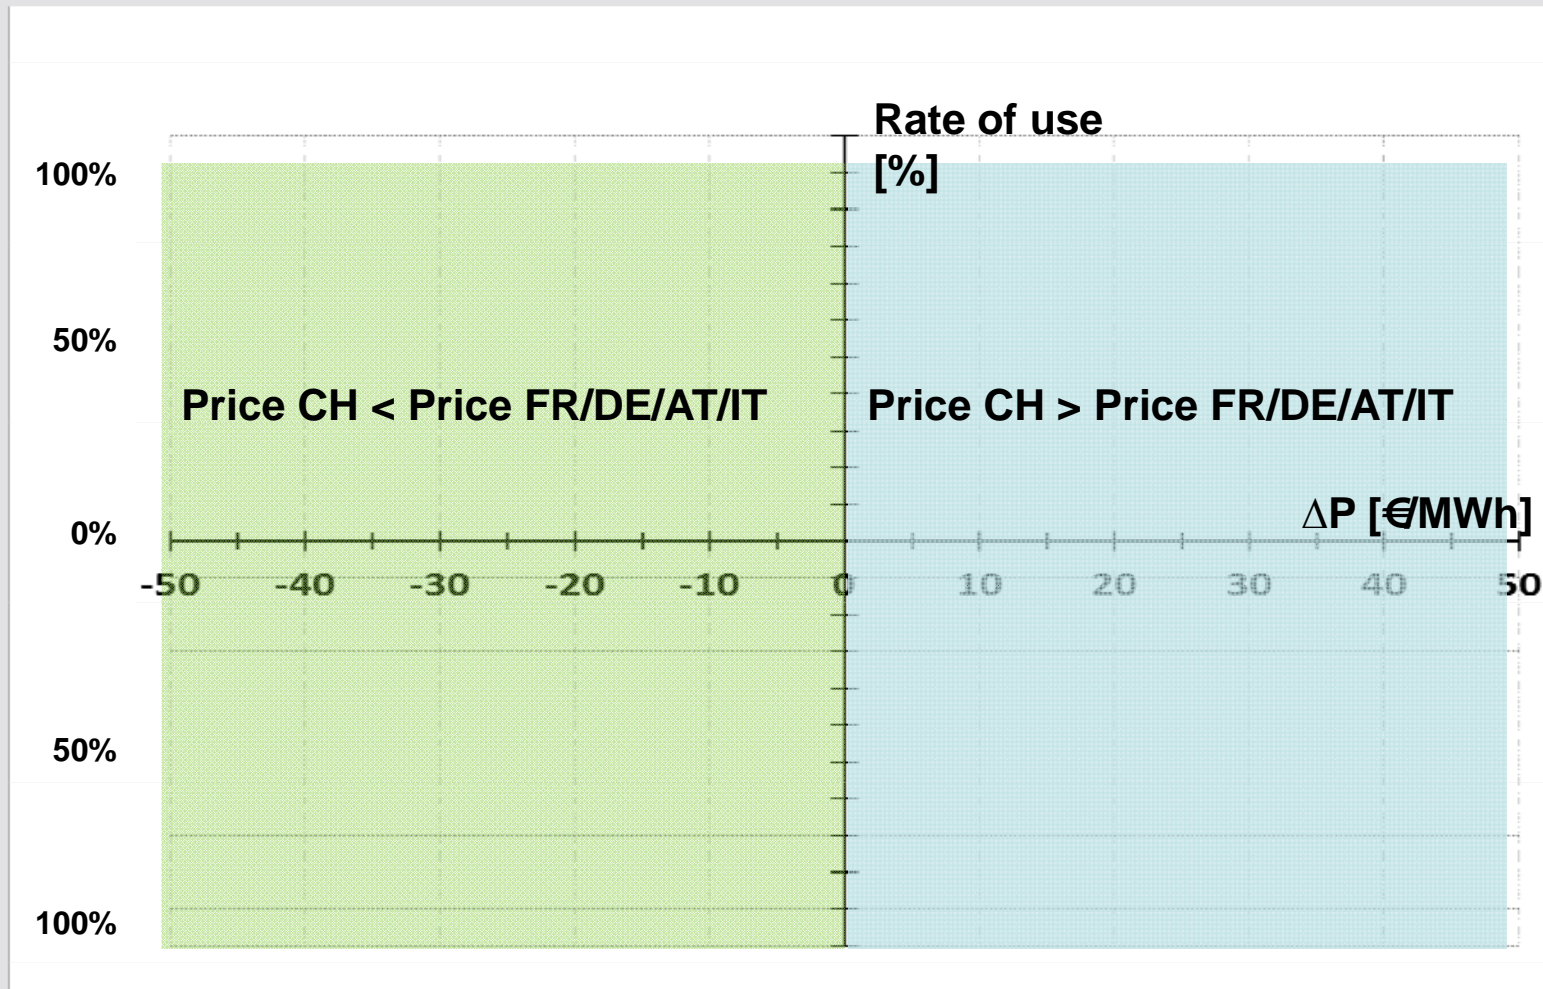 Rate of use
[%]
100%
50%
Price CH < Price FR/DE/AT/IT
Price CH > Price FR/DE/AT/IT
ΔP [€/MWh]
0%
-50 -40 -30 -20 -10 0 10 20 30 40 50
50%
100%